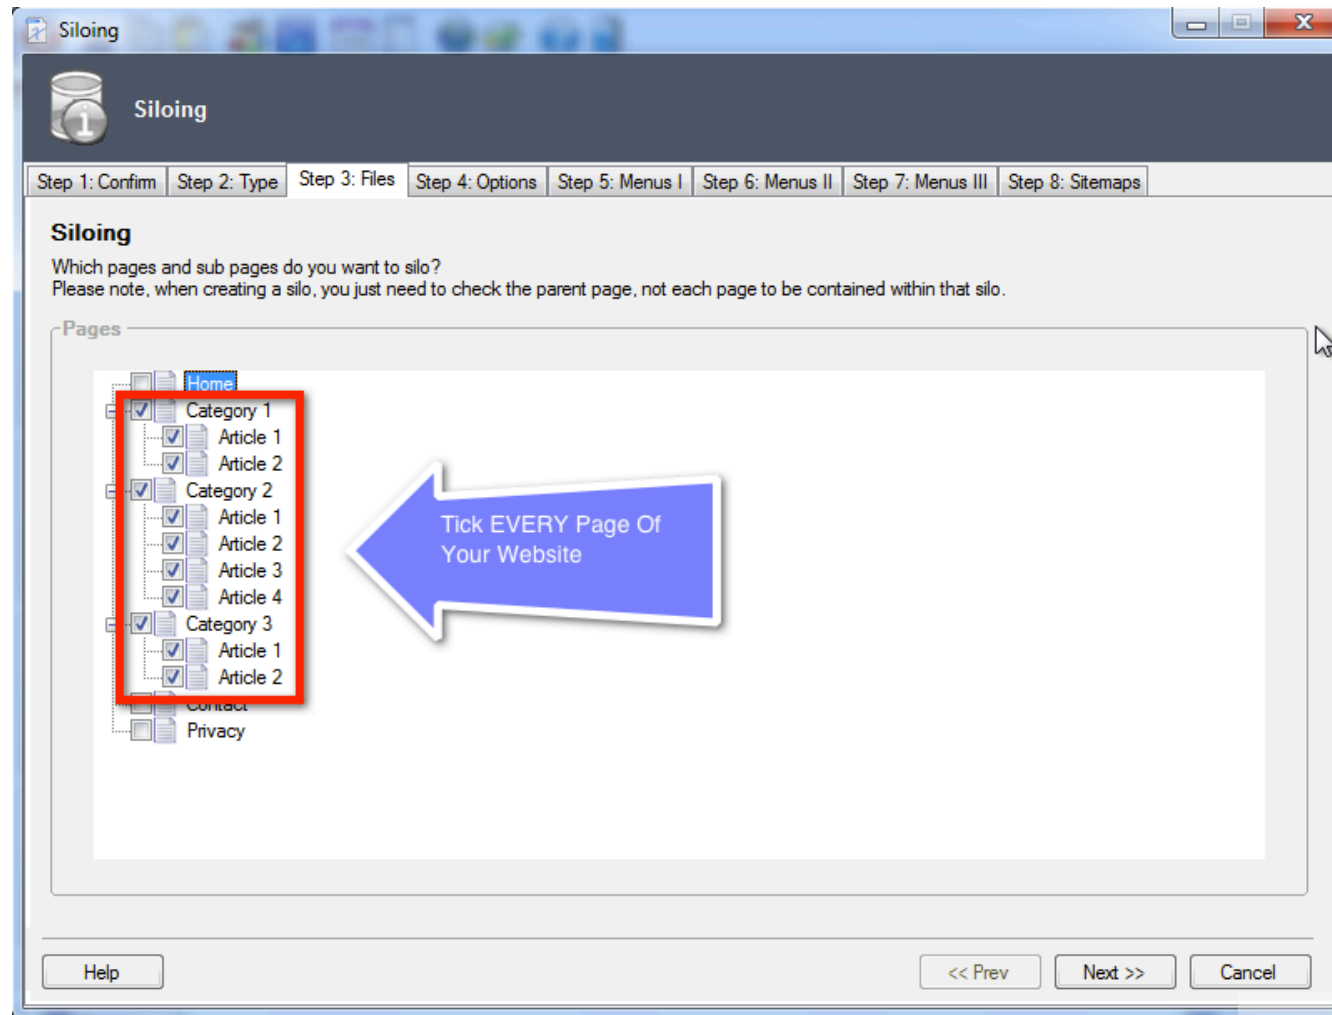 Siloing
Siloing
Step 1: Confirm Step 2: Type Step 3: Files Step 4: Options Step 5: Menus I Step 6: Menus II Step 7: Menus III Step 8: Sitemaps
Siloing
Which pages and sub pages do you want to silo?
Please note, when creating a silo, you just need to check the parent page, not each page to be contained within that silo.
Pages
Home
Category 1
Article 1
Article 2
Category 2
Article 1
Article 2
Article 3
Article 4
Category 3
Article 1
Article 2
Contact
Privacy
Tick EVERY Page Of
Your Website
Help << Prev Next >> Cancel